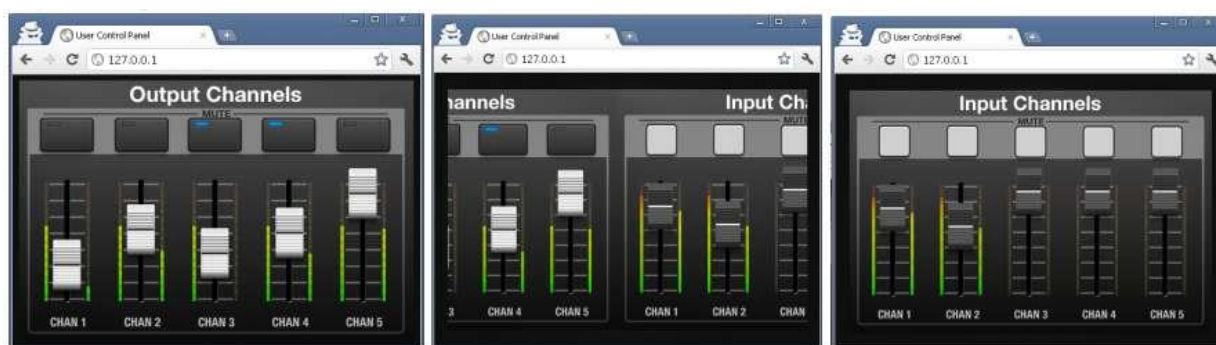 User Control Panel
127.0.0.1
Output Channels
MUTE
CHAN 1 CHAN 2 CHAN 3 CHAN 4 CHAN 5
User Control Panel
127.0.0.1
hannels Input Ch
MUT
3 CHAN 4 CHAN 5 CHAN 1 CHAN 2 CHAN
User Control Panel
127.0.0.1
Input Channels
MUTE
CHAN 1 CHAN 2 CHAN 3 CHAN 4 CHAN 5